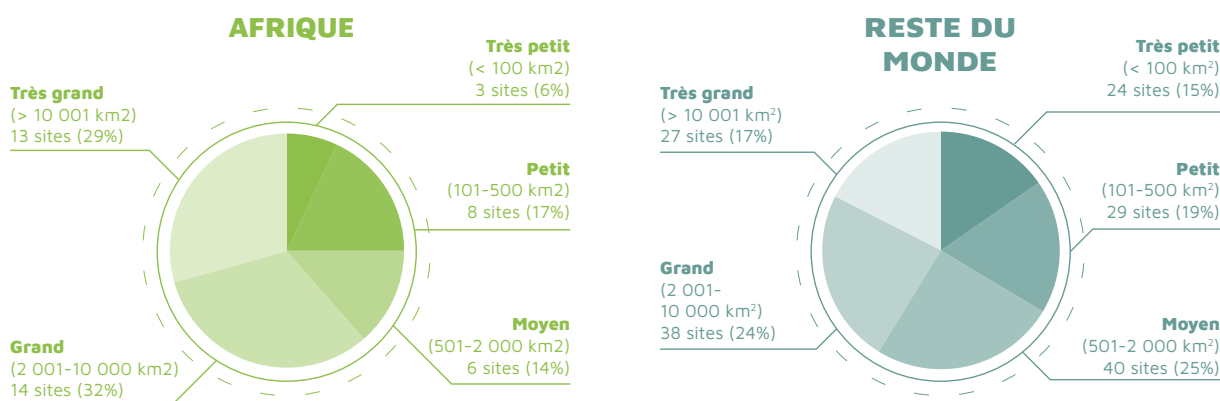 AFRIQUE
Très petit
(< 100 km2)
3 sites (6%)
Très grand
(> 10 001 km2)
13 sites (29%)
Petit
(101-500 km2)
8 sites (17%)
Moyen
(501-2 000 km2)
6 sites (14%)
Grand
(2 001-10 000 km2)
14 sites (32%)
RESTE DU
MONDE
Très petit
(< 100 km²)
24 sites (15%)
Très grand
(> 10 001 km²)
27 sites (17%)
Petit
(101-500 km²)
29 sites (19%)
Grand
(2 001-
10 000 km²)
38 sites (24%)
Moyen
(501-2 000 km²)
40 sites (25%)